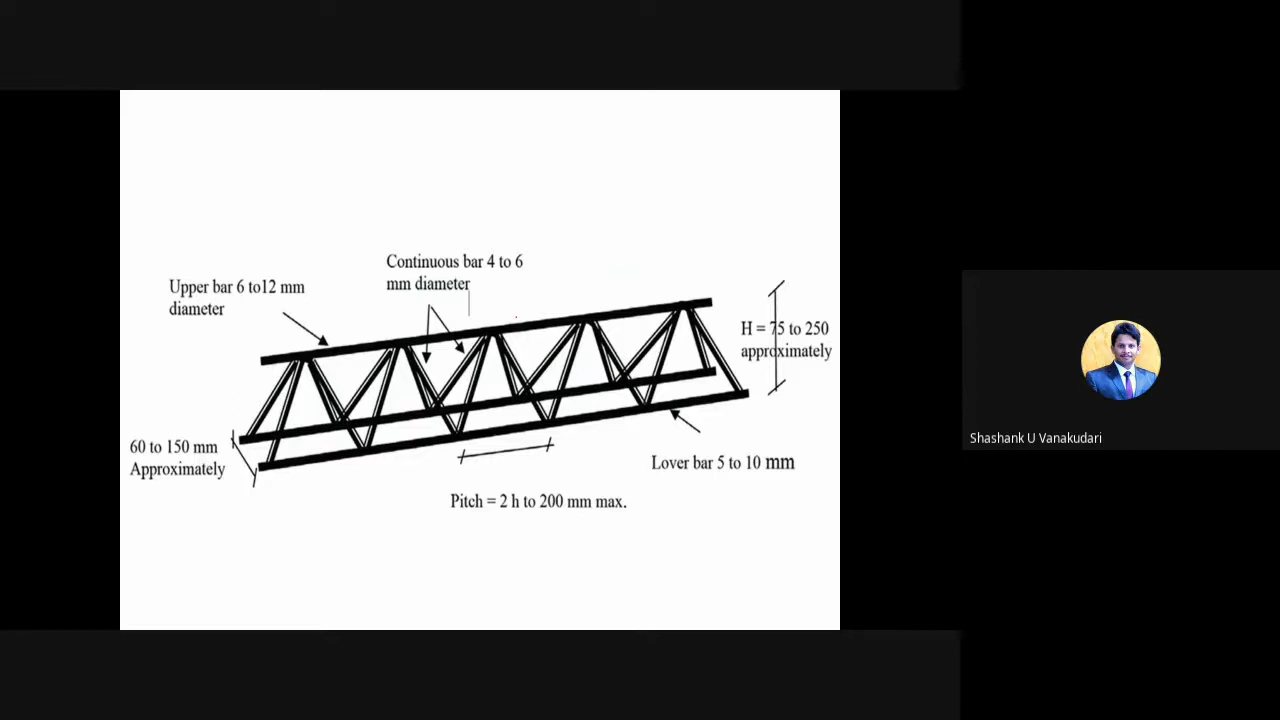 Continuous bar 4 to 6
mm diameter
Upper bar 6 to12 mm
diameter
H = 75 to 250
approximately
60 to 150 mm
Approximately
Lover bar 5 to 10 mm
Pitch = 2 h to 200 mm max.
Shashank U Vanakudari